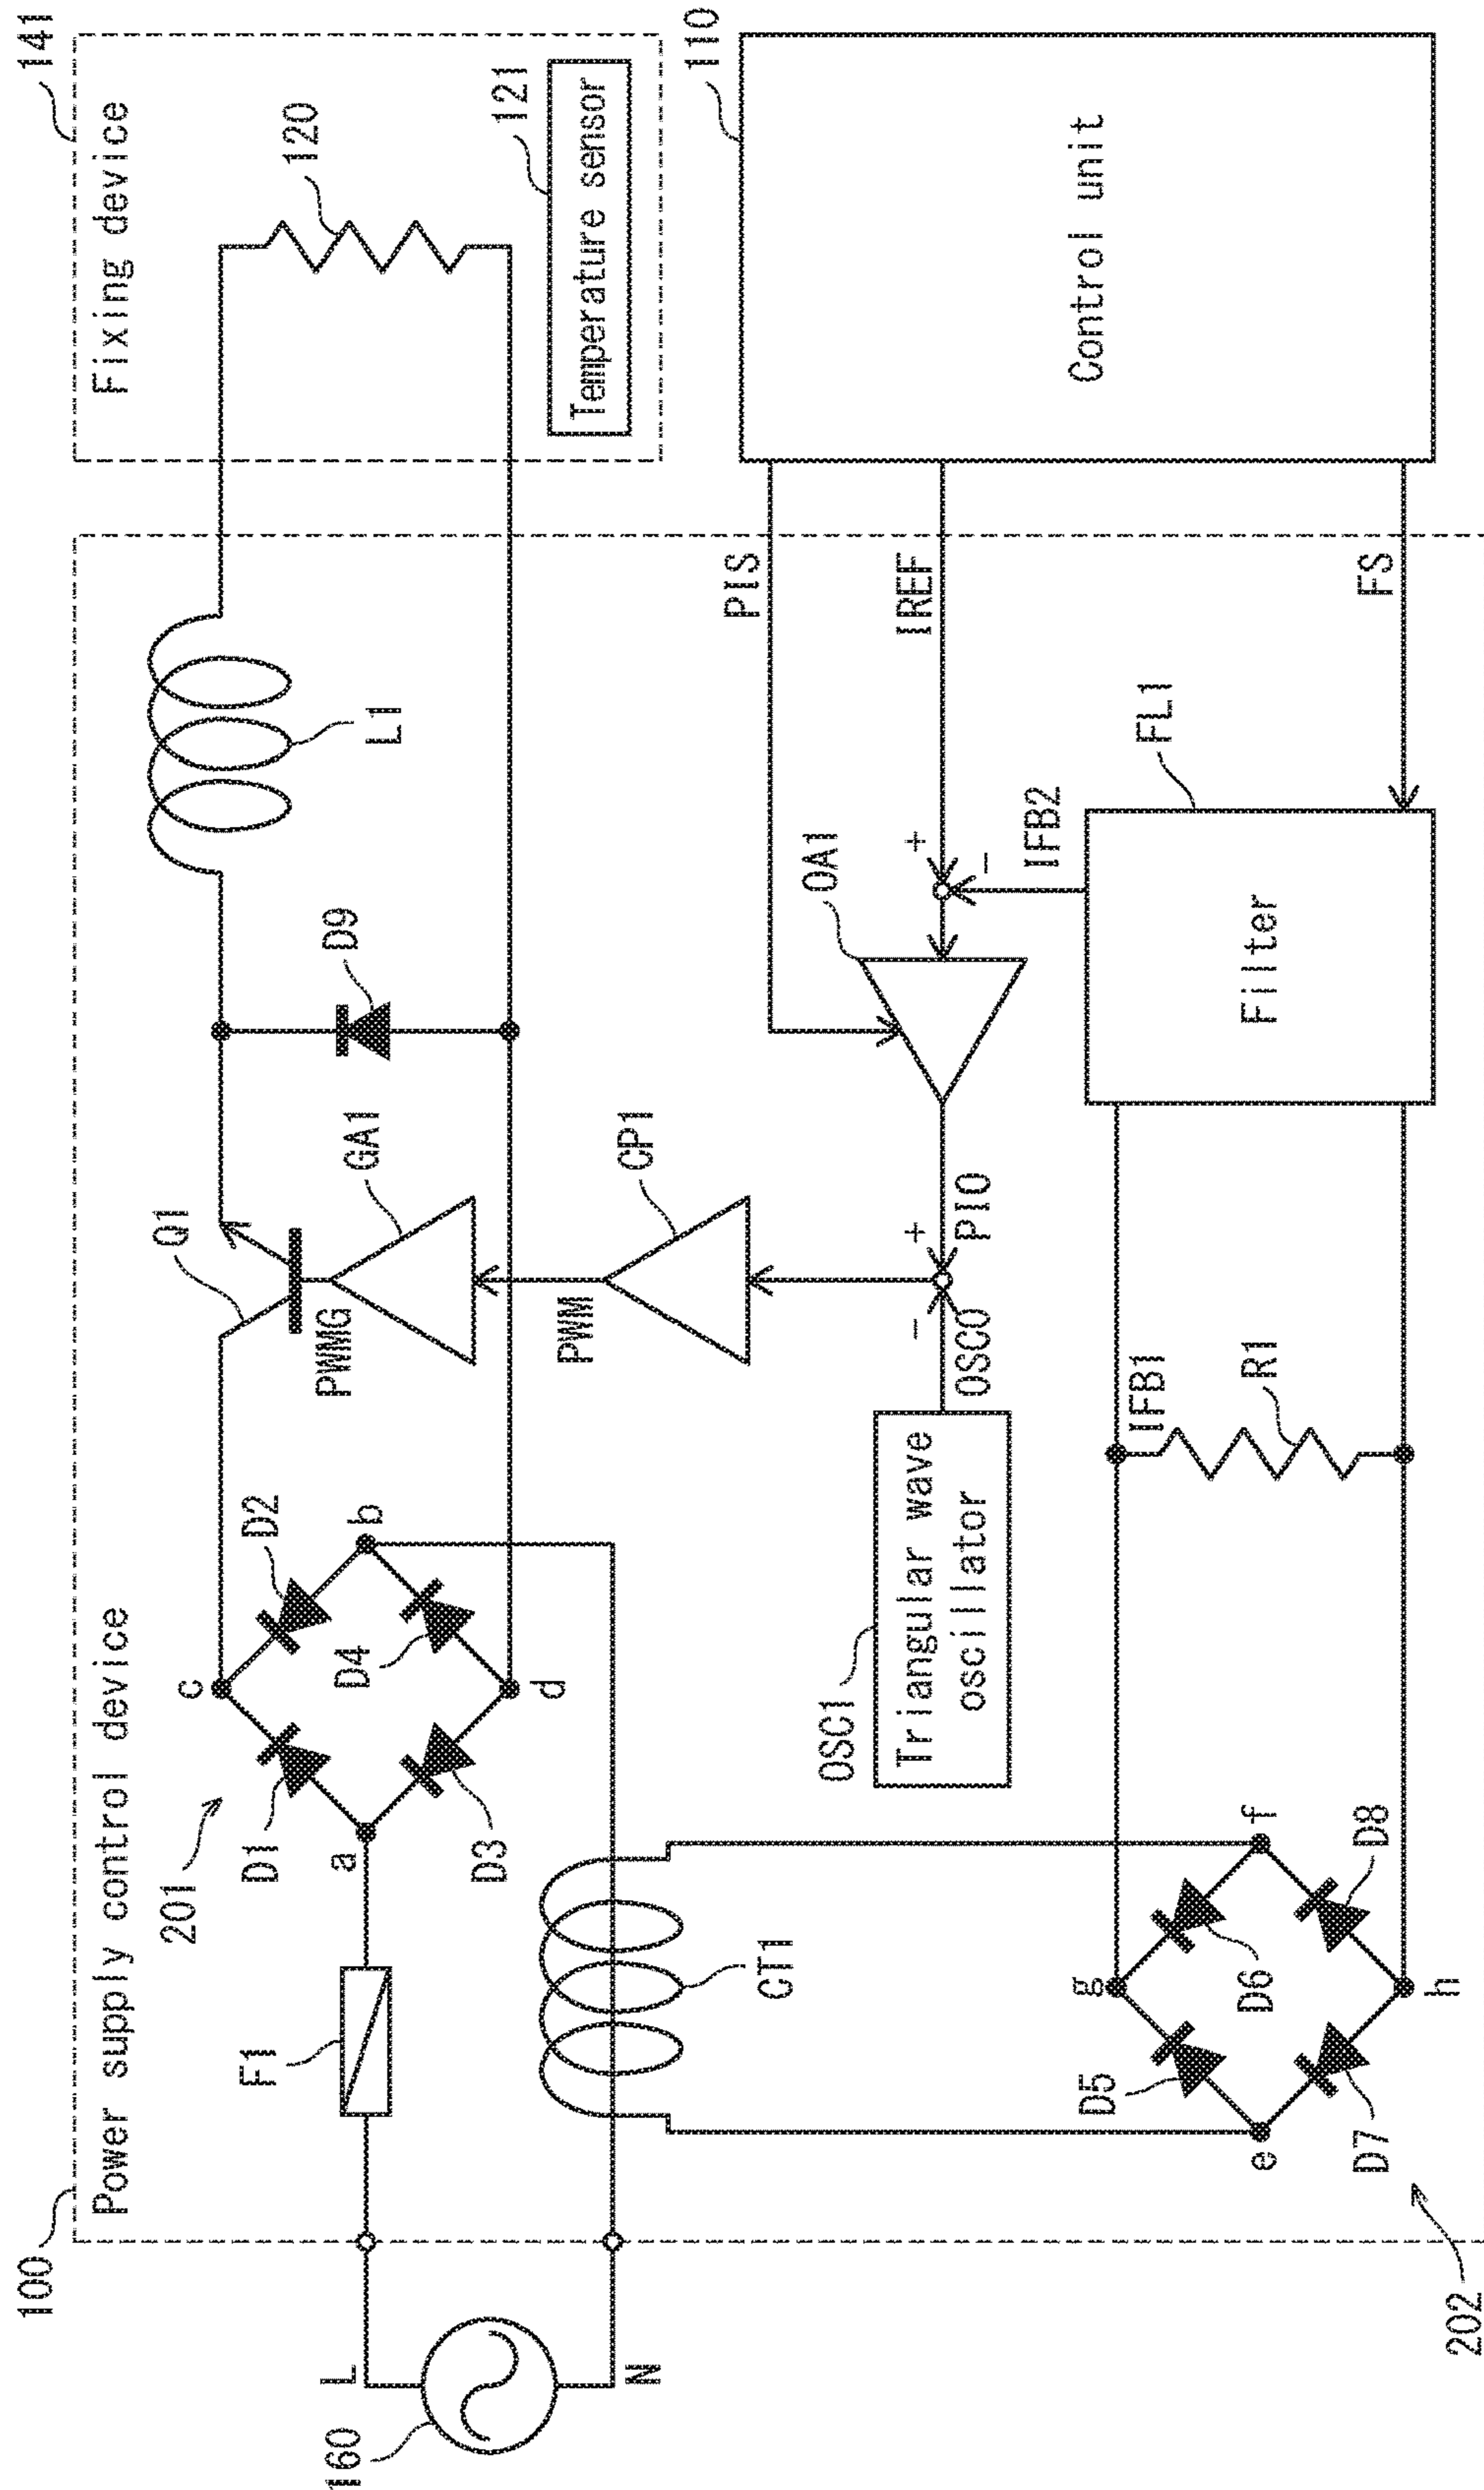 100
Power supply control device
141
Fixing device
120
121
Temperature sensor
110
Control unit
160
L
N
F1
201
D1
D2
D3
D4
a
b
c
d
Q1
PWMG
GA1
D9
L1
PWM
CP1
CT1
OSC1
Triangular wave
oscillator
OSCO
−
+
PIO
OA1
PIS
IREF
+
−
IFB2
FL1
Filter
FS
IFB1
R1
D5
D6
D7
D8
e
f
g
h
202